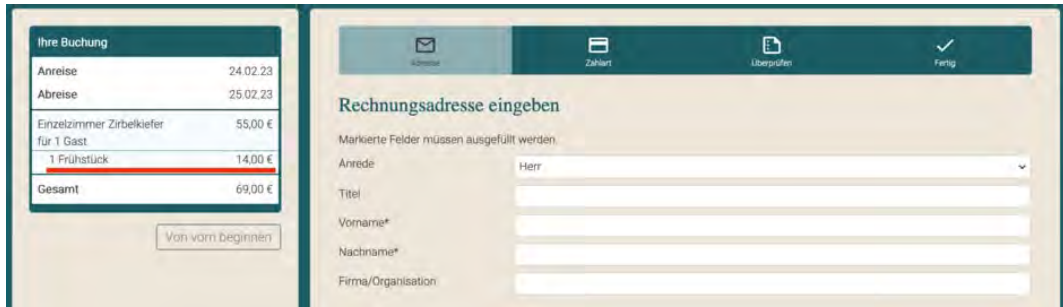 Ihre Buchung
Anreise 24.02.23
Abreise 25.02.23
Einzelzimmer Zirbelkiefer 55,00 €
für 1 Gast
1 Frühstück 14,00 €
Gesamt 69,00 €
Von vorn beginnen
Adresse
Zahlart
Überprüfen
Fertig
Rechnungsadresse eingeben
Markierte Felder müssen ausgefüllt werden.
Anrede Herr
Titel
Vorname*
Nachname*
Firma/Organisation